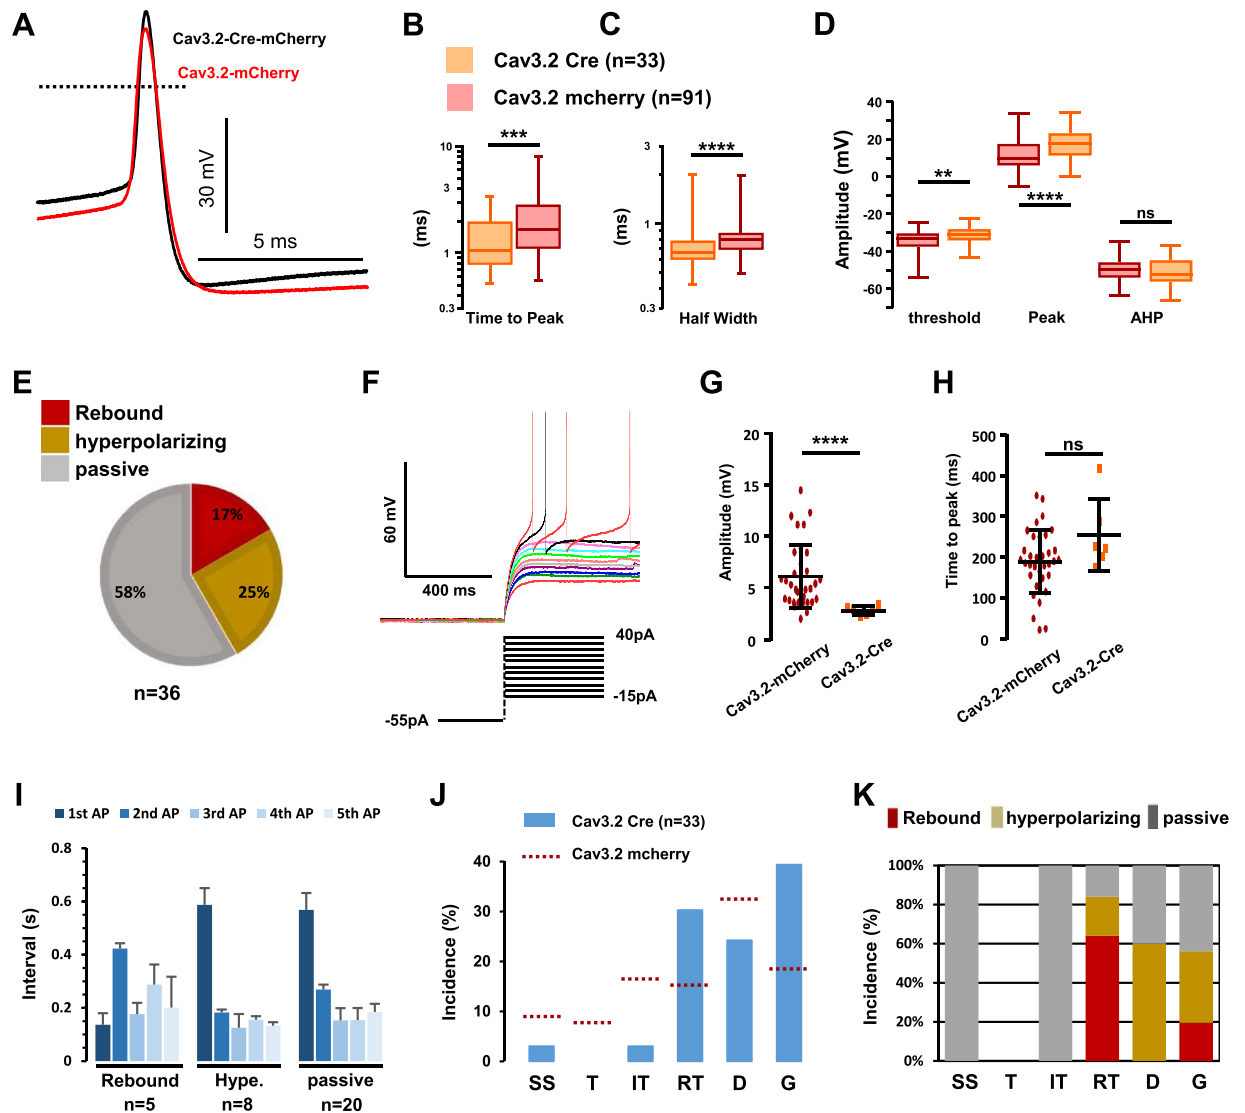 A
Cav3.2-Cre-mCherry
Cav3.2-mCherry
30 mV
5 ms
B
C
Cav3.2 Cre (n=33)
Cav3.2 mcherry (n=91)
10
3
1
0.3
(ms)
***
Time to Peak
3
1
0.3
(ms)
****
Half Width
D
40
20
0
-20
-40
-60
Amplitude (mV)
**
****
ns
threshold
Peak
AHP
E
Rebound
hyperpolarizing
passive
17%
25%
58%
n=36
F
60 mV
400 ms
40pA
-15pA
-55pA
G
20
15
10
5
0
Amplitude (mV)
****
Cav3.2-mCherry
Cav3.2-Cre
H
500
400
300
200
100
0
Time to peak (ms)
ns
Cav3.2-mCherry
Cav3.2-Cre
I
1st AP 2nd AP 3rd AP 4th AP 5th AP
0.8
0.6
0.4
0.2
0
Interval (s)
Rebound Hype. passive
n=5 n=8 n=20
J
Cav3.2 Cre (n=33)
Cav3.2 mcherry
40
30
20
10
0
Incidence (%)
SS T IT RT D G
K
Rebound hyperpolarizing passive
100%
80%
60%
40%
20%
0%
Incidence (%)
SS T IT RT D G